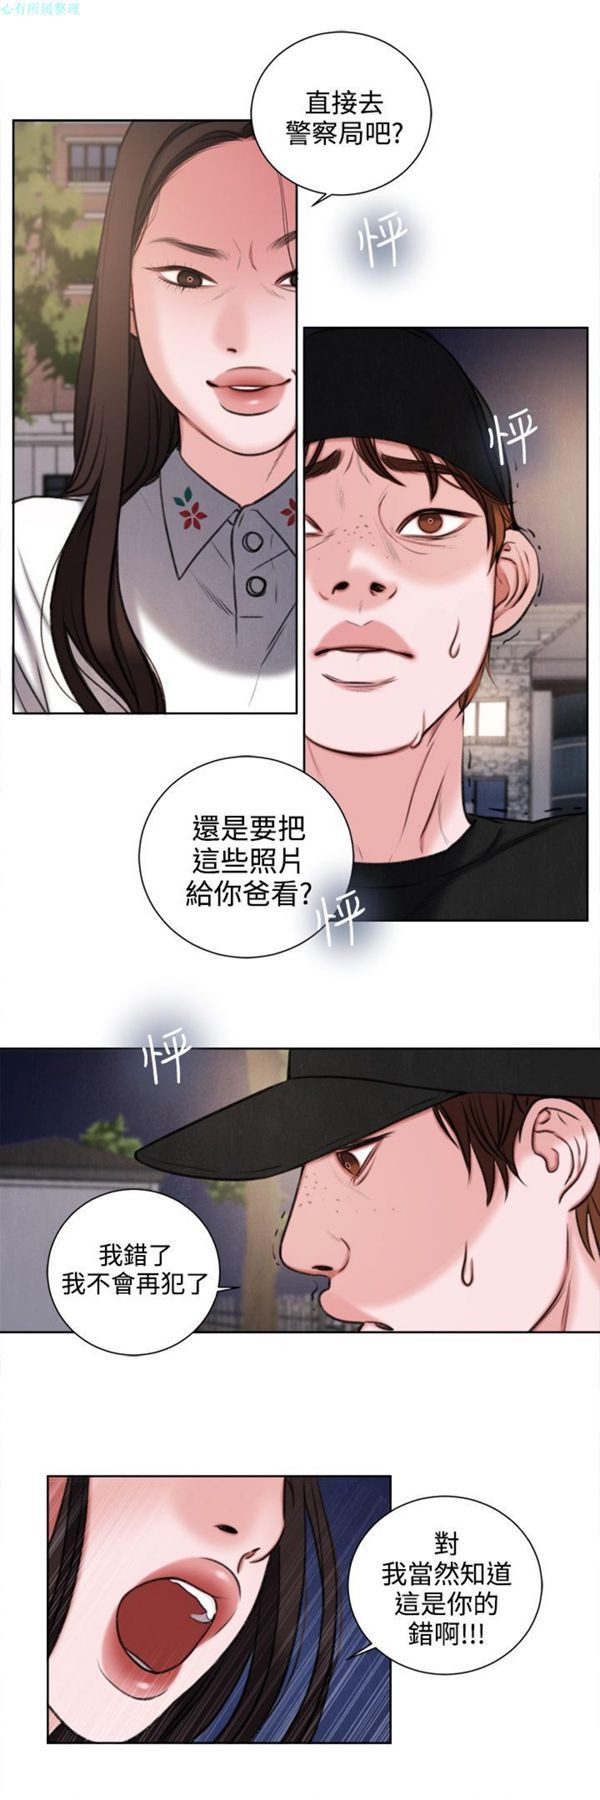 心有所属整理
直接去
警察局吧?
怦
怦
還是要把
這些照片
給你爸看?
怦
怦
我錯了
我不會再犯了
對
我當然知道
這是你的
錯啊!!!